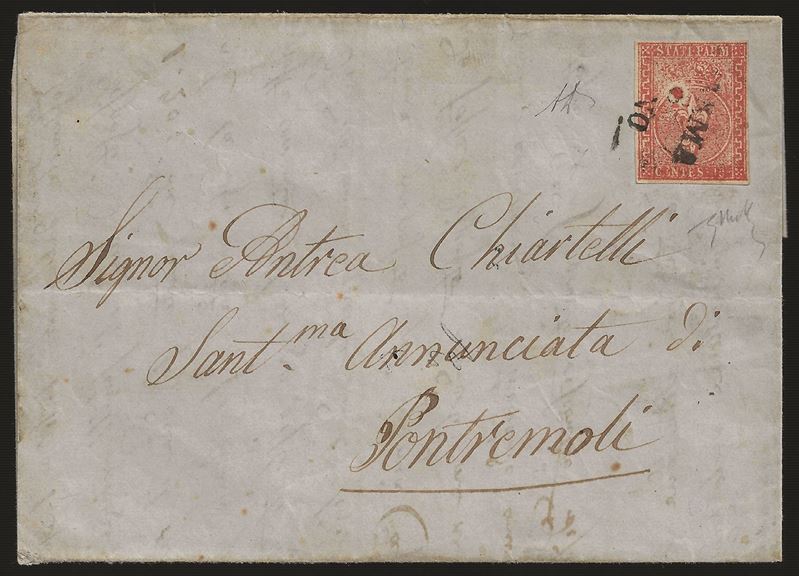 STATI PARM
CENTES
Signor Antrea Chiartelli
Sant.ma Annunciata di
Pontremoli